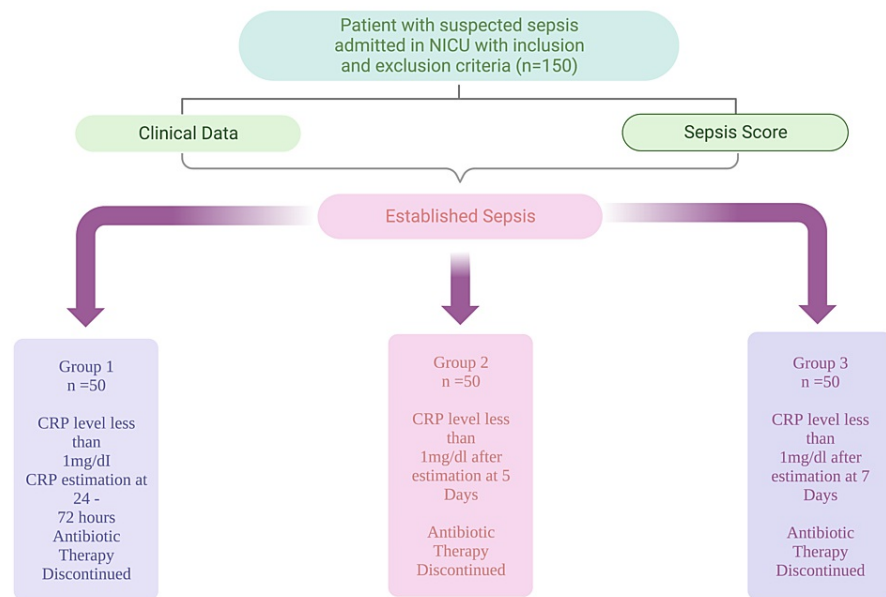 Patient with suspected sepsis
admitted in NICU with inclusion
and exclusion criteria (n=150)
Clinical Data
Sepsis Score
Established Sepsis
Group 1
n =50
CRP level less
than
1mg/dI
CRP estimation at
24 -
72 hours
Antibiotic
Therapy
Discontinued
Group 2
n =50
CRP level less
than
1mg/dl after
estimation at 5
Days
Antibiotic
Therapy
Discontinued
Group 3
n =50
CRP level less
than
1mg/dl after
estimation at 7
Days
Antibiotic
Therapy
Discontinued